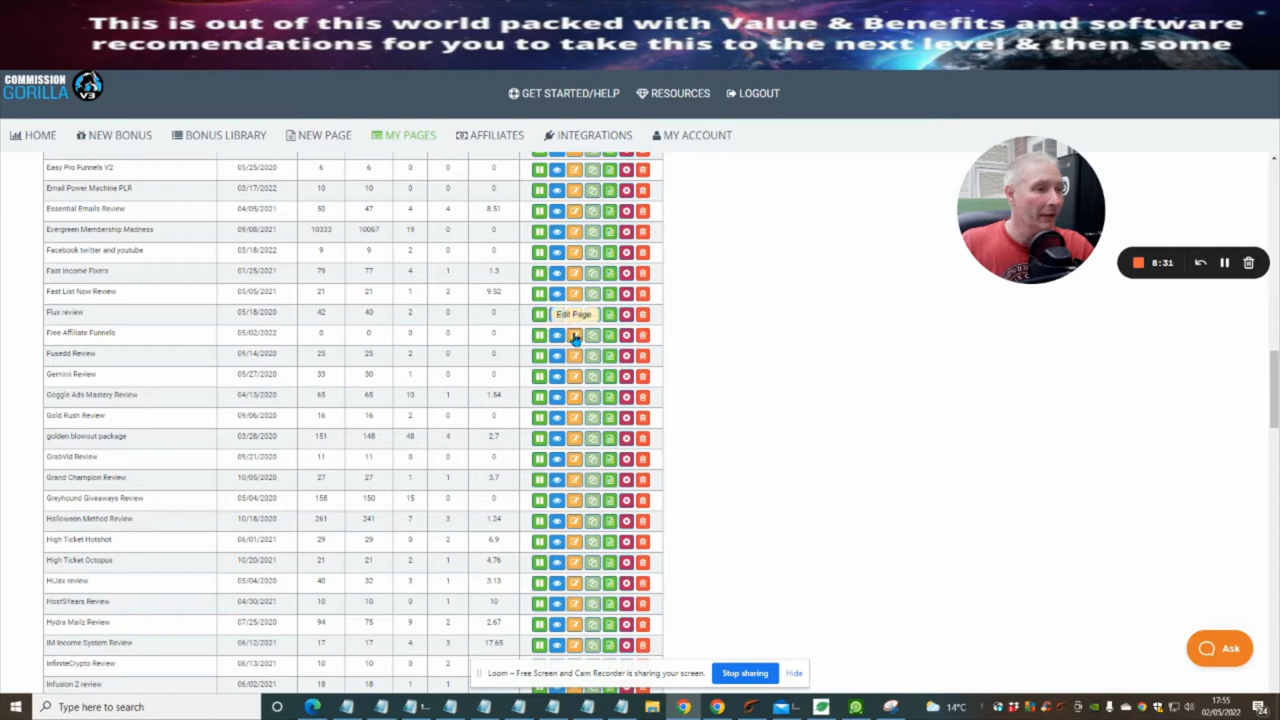 This is out of this world packed with Value & Benefits and software
recomendations for you to take this to the next level & then some
COMMISSION
GORILLA V3
GET STARTED/HELP RESOURCES LOGOUT
HOME NEW BONUS BONUS LIBRARY NEW PAGE MY PAGES AFFILIATES INTEGRATIONS MY ACCOUNT
Easy Pro Funnels V2 05/25/2020 6 6 0 0 0
Email Power Machine PLR 03/17/2022 10 10 0 0 0
Essential Emails Review 04/05/2021 50 47 4 4 8.51
Evergreen Membership Madness 09/08/2021 10333 10067 19 0 0
Facebook twitter and youtube 03/18/2022 9 9 2 0 0
Fast Income Fixers 01/25/2021 79 77 4 1 1.3
Fast List Now Review 05/05/2021 21 21 1 2 9.52
Flux review 05/18/2020 42 40 2 0 0 Edit Page
Free Affiliate Funnels 05/02/2022 0 0 0 0 0
Fusedd Review 09/14/2020 25 25 2 0 0
Gemini Review 05/27/2020 33 30 1 0 0
Goggle Ads Mastery Review 04/13/2020 65 65 10 1 1.54
Gold Rush Review 09/06/2020 16 16 2 0 0
golden blowout package 03/28/2020 151 148 48 4 2.7
GrabVid Review 09/21/2020 11 11 0 0 0
Grand Champion Review 10/05/2020 27 27 1 1 3.7
Greyhound Giveaways Review 05/04/2020 158 150 15 0 0
Halloween Method Review 10/18/2020 261 241 7 3 1.24
High Ticket Hotshot 06/01/2021 29 29 0 2 6.9
High Ticket Octopus 10/20/2021 21 21 2 1 4.76
HiJax review 05/04/2020 40 32 3 1 3.13
Host5Years Review 04/30/2021 10 10 0 1 10
Hydra Mailz Review 07/25/2020 94 75 9 2 2.67
IM Income System Review 06/12/2021 17 17 4 3 17.65
InfiniteCrypto Review 06/13/2021 10 10 0
Infusion 2 review 06/02/2021 18 18 1
8:31
Loom – Free Screen and Cam Recorder is sharing your screen. Stop sharing Hide
Ask
Type here to search
14°C
17:55
02/05/2022
24